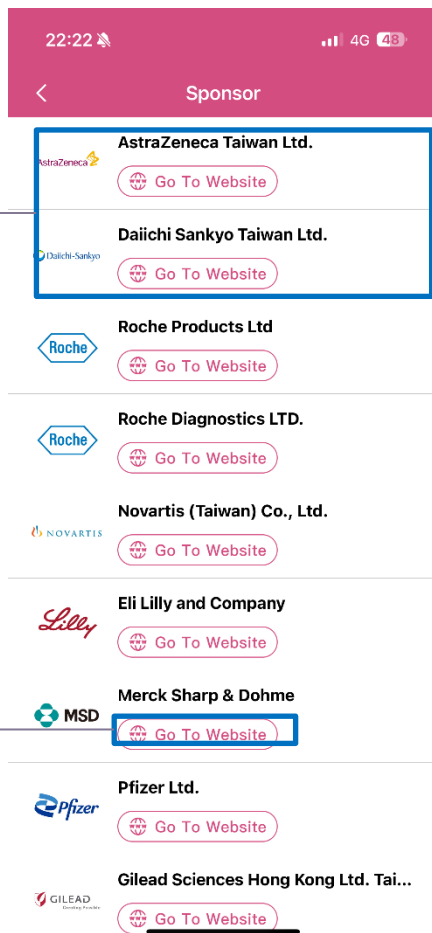 22:22
4G 48
Sponsor
AstraZeneca
AstraZeneca Taiwan Ltd.
Go To Website
Daiichi-Sankyo
Daiichi Sankyo Taiwan Ltd.
Go To Website
Roche
Roche Products Ltd
Go To Website
Roche
Roche Diagnostics LTD.
Go To Website
NOVARTIS
Novartis (Taiwan) Co., Ltd.
Go To Website
Lilly
Eli Lilly and Company
Go To Website
MSD
Merck Sharp & Dohme
Go To Website
Pfizer
Pfizer Ltd.
Go To Website
GILEAD
Creating Possible
Gilead Sciences Hong Kong Ltd. Tai...
Go To Website